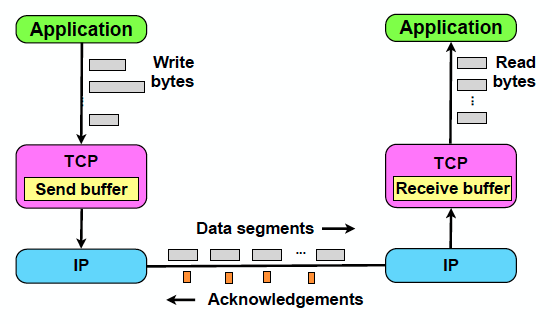 Application
Application
Write
bytes
Read
bytes
...
...
TCP
Send buffer
TCP
Receive buffer
Data segments
IP
...
IP
Acknowledgements